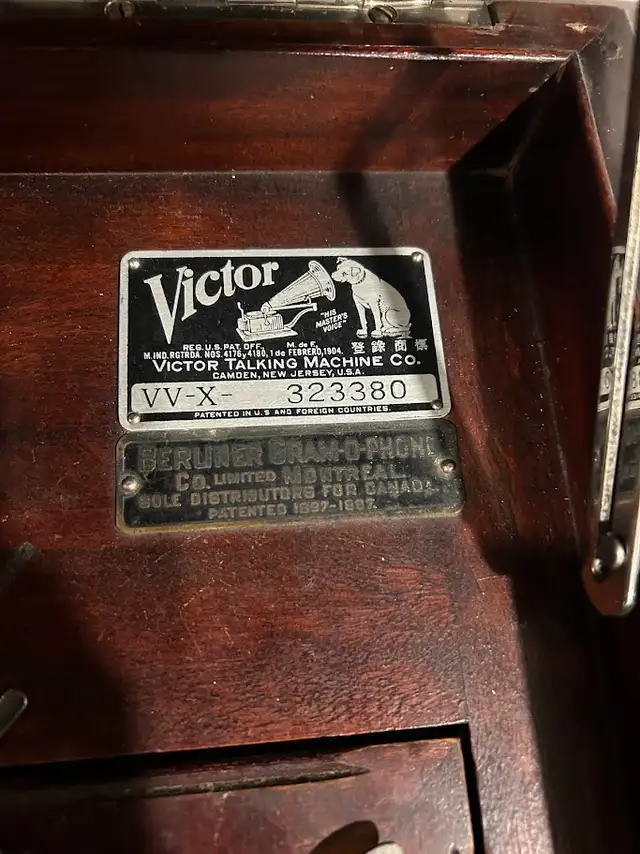 Victor
"HIS
MASTER'S
VOICE"
REG. U.S. PAT. OFF. M. de F. 登錄商標
M.IND.RGTRDA. NOS. 4176, 4180, 1 de FEBRERO, 1904.
VICTOR TALKING MACHINE CO.
CAMDEN, NEW JERSEY, U.S.A.
VV-X- 323380
PATENTED IN U.S AND FOREIGN COUNTRIES.
BERLINER GRAM-O-PHONE
CO. LIMITED MONTREAL.
SOLE DISTRIBUTORS FOR CANADA
PATENTED 1897-